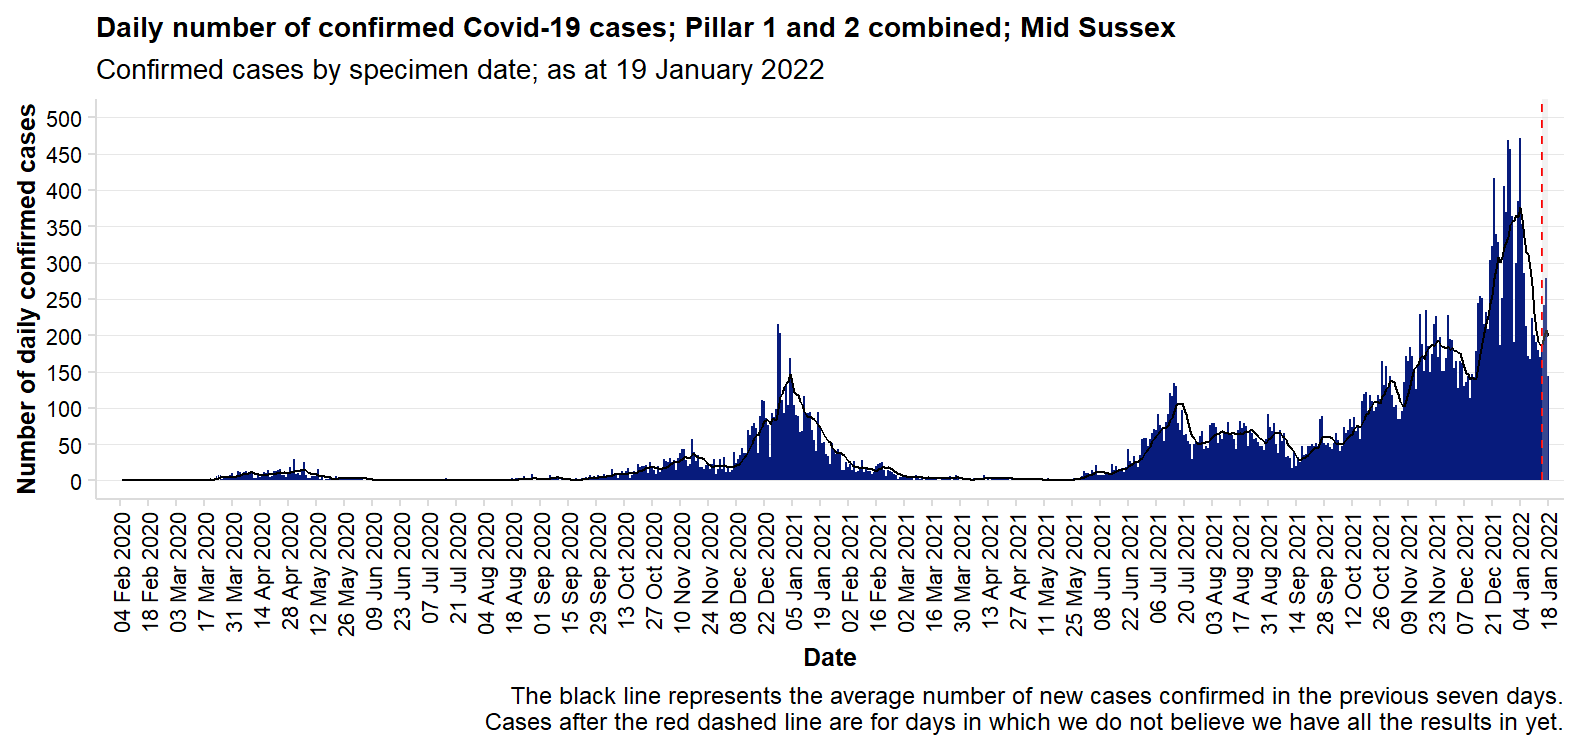 Daily number of confirmed Covid-19 cases; Pillar 1 and 2 combined; Mid Sussex
Confirmed cases by specimen date; as at 19 January 2022
Number of daily confirmed cases
500
450
400
350
300
250
200
150
100
50
0
04 Feb 2020
18 Feb 2020
03 Mar 2020
17 Mar 2020
31 Mar 2020
14 Apr 2020
28 Apr 2020
12 May 2020
26 May 2020
09 Jun 2020
23 Jun 2020
07 Jul 2020
21 Jul 2020
04 Aug 2020
18 Aug 2020
01 Sep 2020
15 Sep 2020
29 Sep 2020
13 Oct 2020
27 Oct 2020
10 Nov 2020
24 Nov 2020
08 Dec 2020
22 Dec 2020
05 Jan 2021
19 Jan 2021
02 Feb 2021
16 Feb 2021
02 Mar 2021
16 Mar 2021
30 Mar 2021
13 Apr 2021
27 Apr 2021
11 May 2021
25 May 2021
08 Jun 2021
22 Jun 2021
06 Jul 2021
20 Jul 2021
03 Aug 2021
17 Aug 2021
31 Aug 2021
14 Sep 2021
28 Sep 2021
12 Oct 2021
26 Oct 2021
09 Nov 2021
23 Nov 2021
07 Dec 2021
21 Dec 2021
04 Jan 2022
18 Jan 2022
Date
The black line represents the average number of new cases confirmed in the previous seven days.
Cases after the red dashed line are for days in which we do not believe we have all the results in yet.